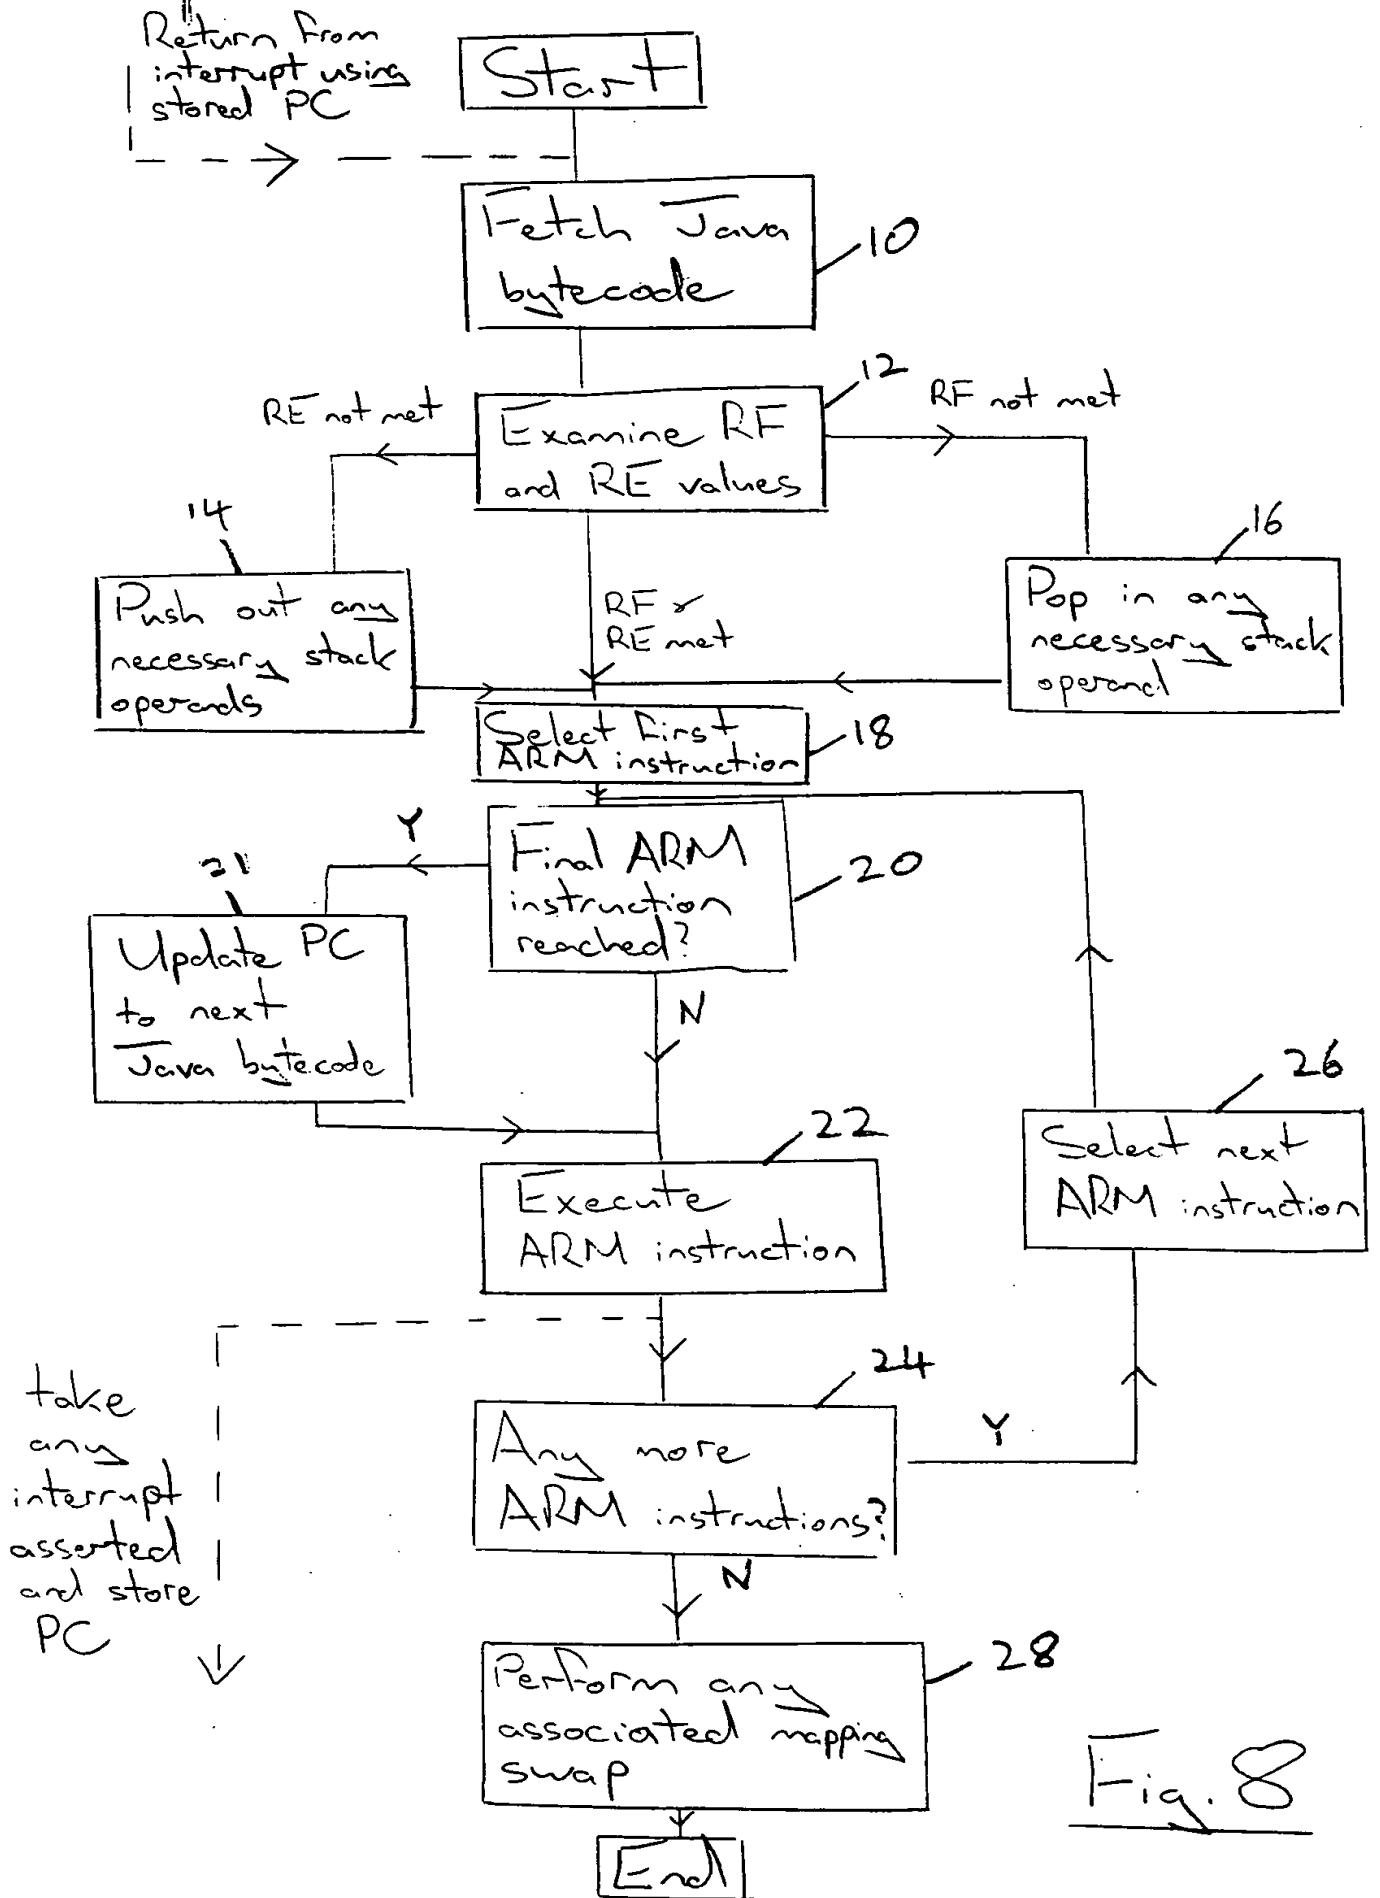 Return from
interrupt using
stored PC
Start
Fetch Java
bytecode
10
12
RE not met
RF not met
Examine RF
and RE values
14
16
Push out any
necessary stack
operands
RF &
RE met
Pop in any
necessary stack
operand
Select first
ARM instruction
18
Y
Final ARM
instruction
reached?
20
21
Update PC
to next
Java bytecode
N
26
Select next
ARM instruction
22
Execute
ARM instruction
take
any
interrupt
asserted
and store
PC
24
Any more
ARM instructions?
Y
N
28
Perform any
associated mapping
swap
End
Fig. 8